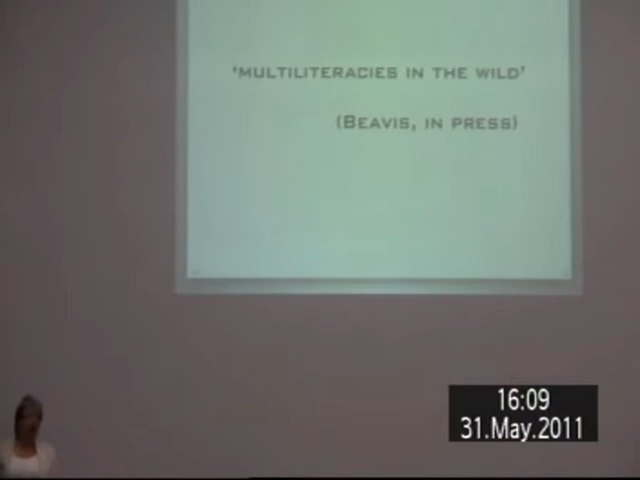 ‘MULTILITERACIES IN THE WILD’
(BEAVIS, IN PRESS)
16:09
31.May.2011